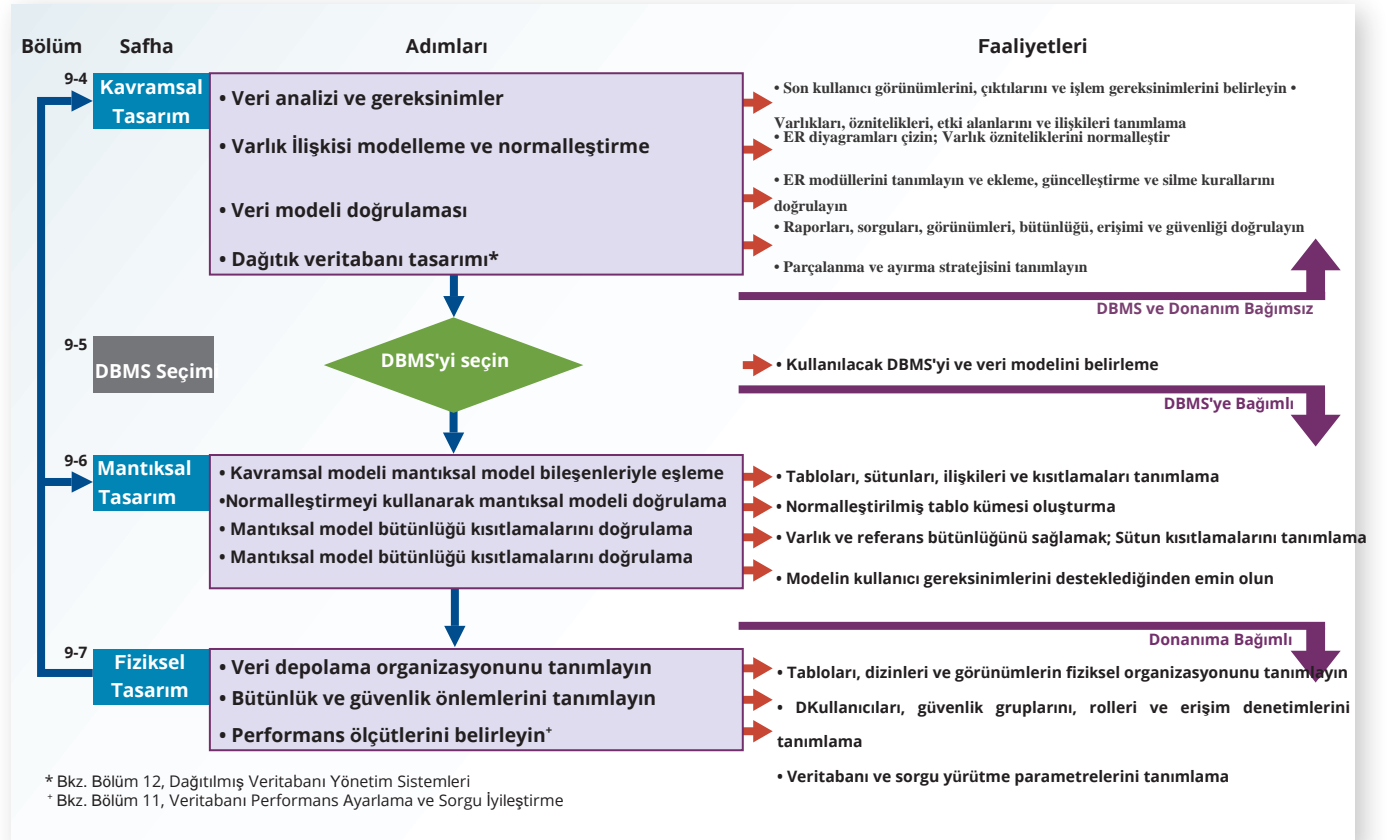 Bölüm Safha Adımları Faaliyetleri
9-4
Kavramsal
Tasarım
• Veri analizi ve gereksinimler
• Varlık İlişkisi modelleme ve normalleştirme
• Veri modeli doğrulaması
• Dağıtık veritabanı tasarımı*
• Son kullanıcı görünümlerini, çıktılarını ve işlem gereksinimlerini belirleyin •
Varlıkları, öznitelikleri, etki alanlarını ve ilişkileri tanımlama
• ER diyagramları çizin; Varlık özniteliklerini normalleştir
• ER modüllerini tanımlayın ve ekleme, güncelleştirme ve silme kurallarını
doğrulayın
• Raporları, sorguları, görünümleri, bütünlüğü, erişimi ve güvenliği doğrulayın
• Parçalanma ve ayırma stratejisini tanımlayın
DBMS ve Donanım Bağımsız
9-5
DBMS Seçim
DBMS'yi seçin
• Kullanılacak DBMS'yi ve veri modelini belirleme
DBMS'ye Bağımlı
9-6
Mantıksal
Tasarım
• Kavramsal modeli mantıksal model bileşenleriyle eşleme
•Normalleştirmeyi kullanarak mantıksal modeli doğrulama
• Mantıksal model bütünlüğü kısıtlamalarını doğrulama
• Mantıksal model bütünlüğü kısıtlamalarını doğrulama
• Tabloları, sütunları, ilişkileri ve kısıtlamaları tanımlama
• Normalleştirilmiş tablo kümesi oluşturma
• Varlık ve referans bütünlüğünü sağlamak; Sütun kısıtlamalarını tanımlama
• Modelin kullanıcı gereksinimlerini desteklediğinden emin olun
Donanıma Bağımlı
9-7
Fiziksel
Tasarım
• Veri depolama organizasyonunu tanımlayın
• Bütünlük ve güvenlik önlemlerini tanımlayın
• Performans ölçütlerini belirleyin⁺
• Tabloları, dizinleri ve görünümlerin fiziksel organizasyonunu tanımlayın
• DKullanıcıları, güvenlik gruplarını, rolleri ve erişim denetimlerini
tanımlama
• Veritabanı ve sorgu yürütme parametrelerini tanımlama
* Bkz. Bölüm 12, Dağıtılmış Veritabanı Yönetim Sistemleri
⁺ Bkz. Bölüm 11, Veritabanı Performans Ayarlama ve Sorgu İyileştirme